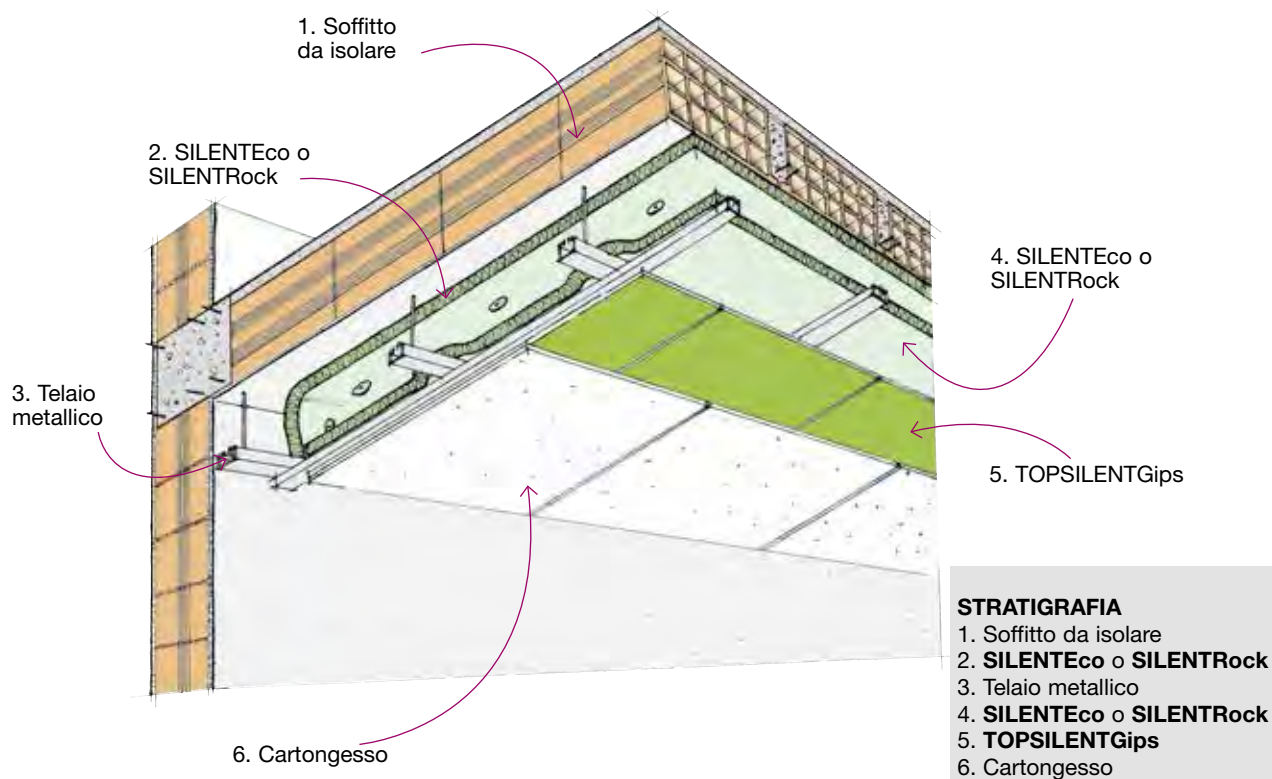 1. Soffitto
da isolare
2. SILENTEco o
SILENTRock
3. Telaio
metallico
4. SILENTEco o
SILENTRock
5. TOPSILENTGips
6. Cartongesso
STRATIGRAFIA
1. Soffitto da isolare
2. SILENTEco o SILENTRock
3. Telaio metallico
4. SILENTEco o SILENTRock
5. TOPSILENTGips
6. Cartongesso